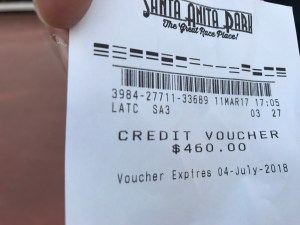 SANTA ANITA PARK
The Great Race Place!
3984-27711-33689 11MAR17 17:05
LATC SA3 03 27
CREDIT VOUCHER
$460.00
Voucher Expires 04-July-2018